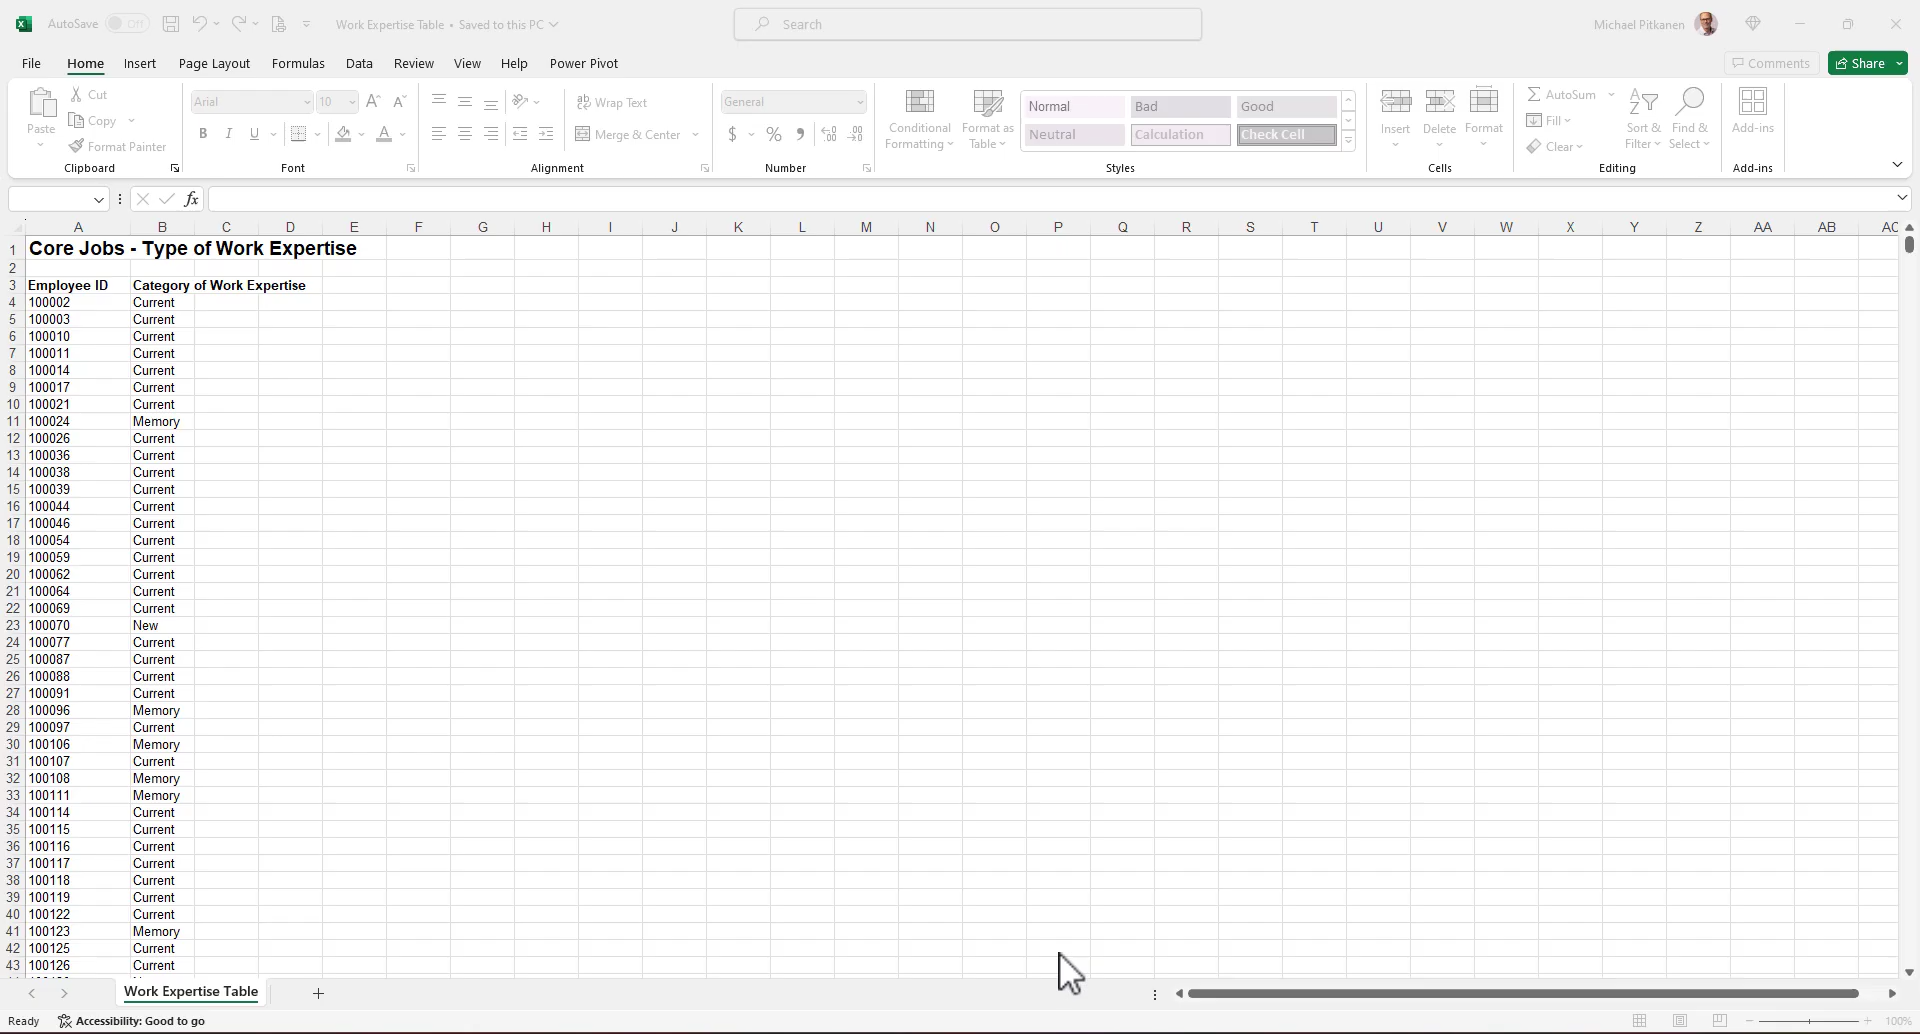 AutoSave Off Work Expertise Table • Saved to this PC Search Michael Pitkanen
File Home Insert Page Layout Formulas Data Review View Help Power Pivot Comments Share
Paste Cut Copy Format Painter Clipboard
Arial 10 B I U Font
Wrap Text Merge & Center Alignment
General $ % Number
Conditional Formatting Format as Table Normal Bad Good Neutral Calculation Check Cell Styles
Insert Delete Format Cells
AutoSum Fill Clear Sort & Filter Find & Select Editing
Add-ins Add-ins
fx
A B C D E F G H I J K L M N O P Q R S T U V W X Y Z AA AB AC
1 Core Jobs - Type of Work Expertise
2
3 Employee ID Category of Work Expertise
4 100002 Current
5 100003 Current
6 100010 Current
7 100011 Current
8 100014 Current
9 100017 Current
10 100021 Current
11 100024 Memory
12 100026 Current
13 100036 Current
14 100038 Current
15 100039 Current
16 100044 Current
17 100046 Current
18 100054 Current
19 100059 Current
20 100062 Current
21 100064 Current
22 100069 Current
23 100070 New
24 100077 Current
25 100087 Current
26 100088 Current
27 100091 Current
28 100096 Memory
29 100097 Current
30 100106 Memory
31 100107 Current
32 100108 Memory
33 100111 Memory
34 100114 Current
35 100115 Current
36 100116 Current
37 100117 Current
38 100118 Current
39 100119 Current
40 100122 Current
41 100123 Memory
42 100125 Current
43 100126 Current
Work Expertise Table
Ready Accessibility: Good to go 100%